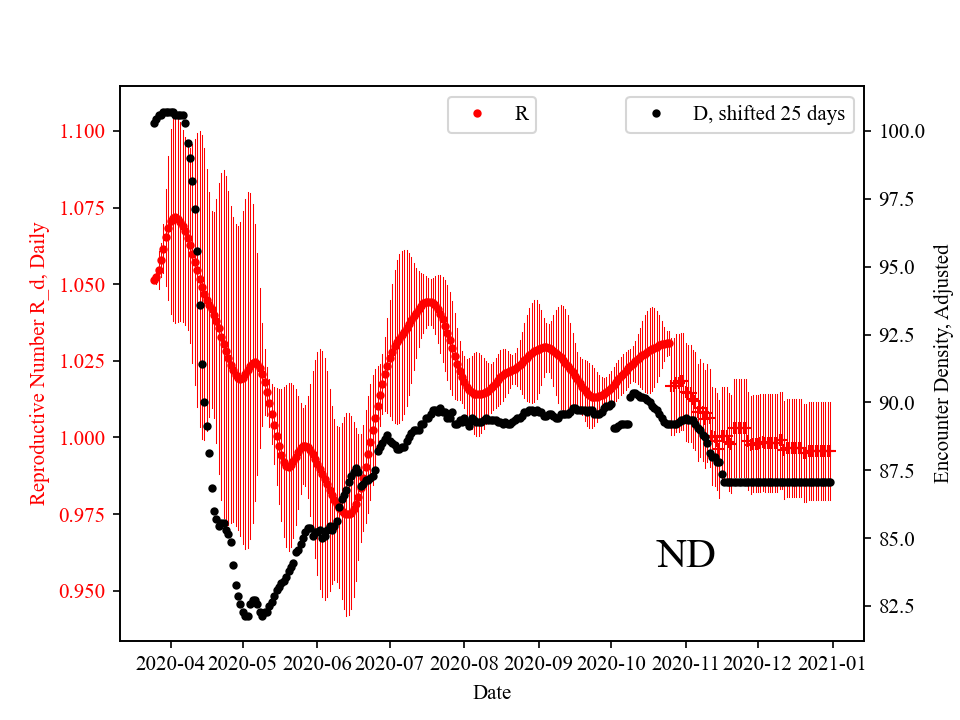 R
D, shifted 25 days
1.100
1.075
1.050
1.025
1.000
0.975
0.950
Reproductive Number R_d, Daily
100.0
97.5
95.0
92.5
90.0
87.5
85.0
82.5
Encounter Density, Adjusted
ND
2020-04 2020-05 2020-06 2020-07 2020-08 2020-09 2020-10 2020-11 2020-12 2021-01
Date